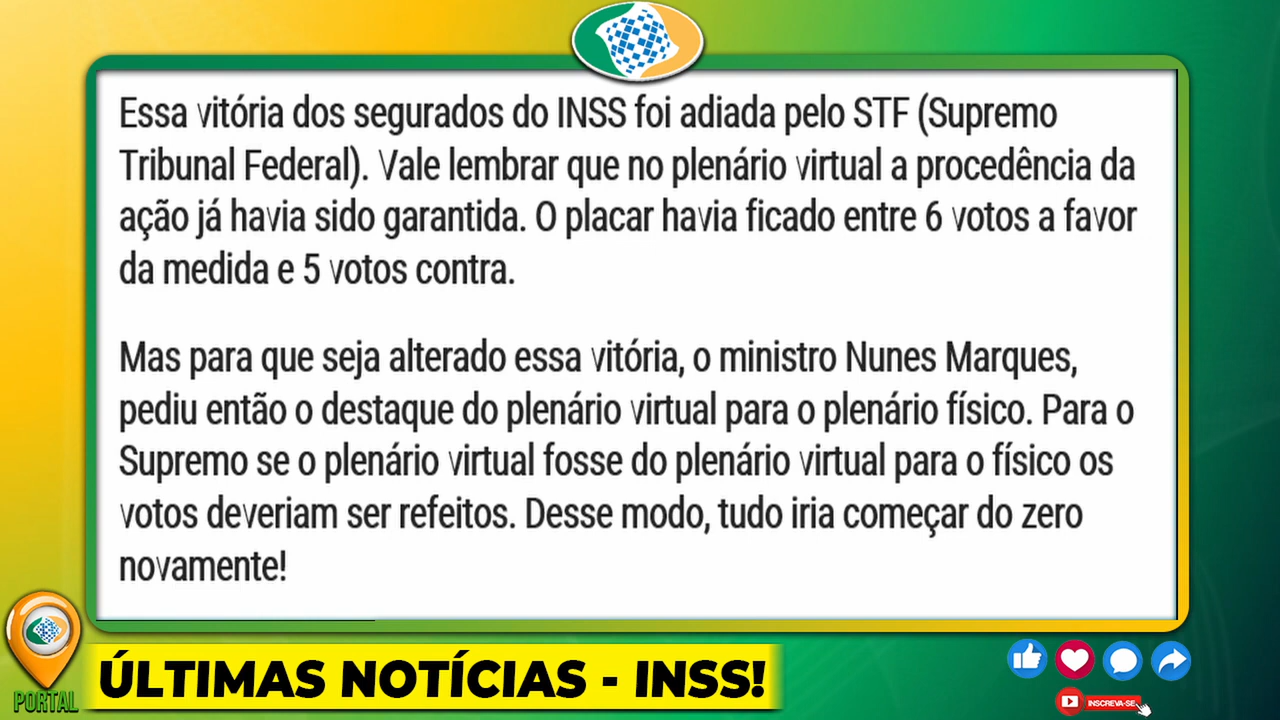 Essa vitória dos segurados do INSS foi adiada pelo STF (Supremo
Tribunal Federal). Vale lembrar que no plenário virtual a procedência da
ação já havia sido garantida. O placar havia ficado entre 6 votos a favor
da medida e 5 votos contra.
Mas para que seja alterado essa vitória, o ministro Nunes Marques,
pediu então o destaque do plenário virtual para o plenário físico. Para o
Supremo se o plenário virtual fosse do plenário virtual para o físico os
votos deveriam ser refeitos. Desse modo, tudo iria começar do zero
novamente!
PORTAL
ÚLTIMAS NOTÍCIAS - INSS!
INSCREVA-SE